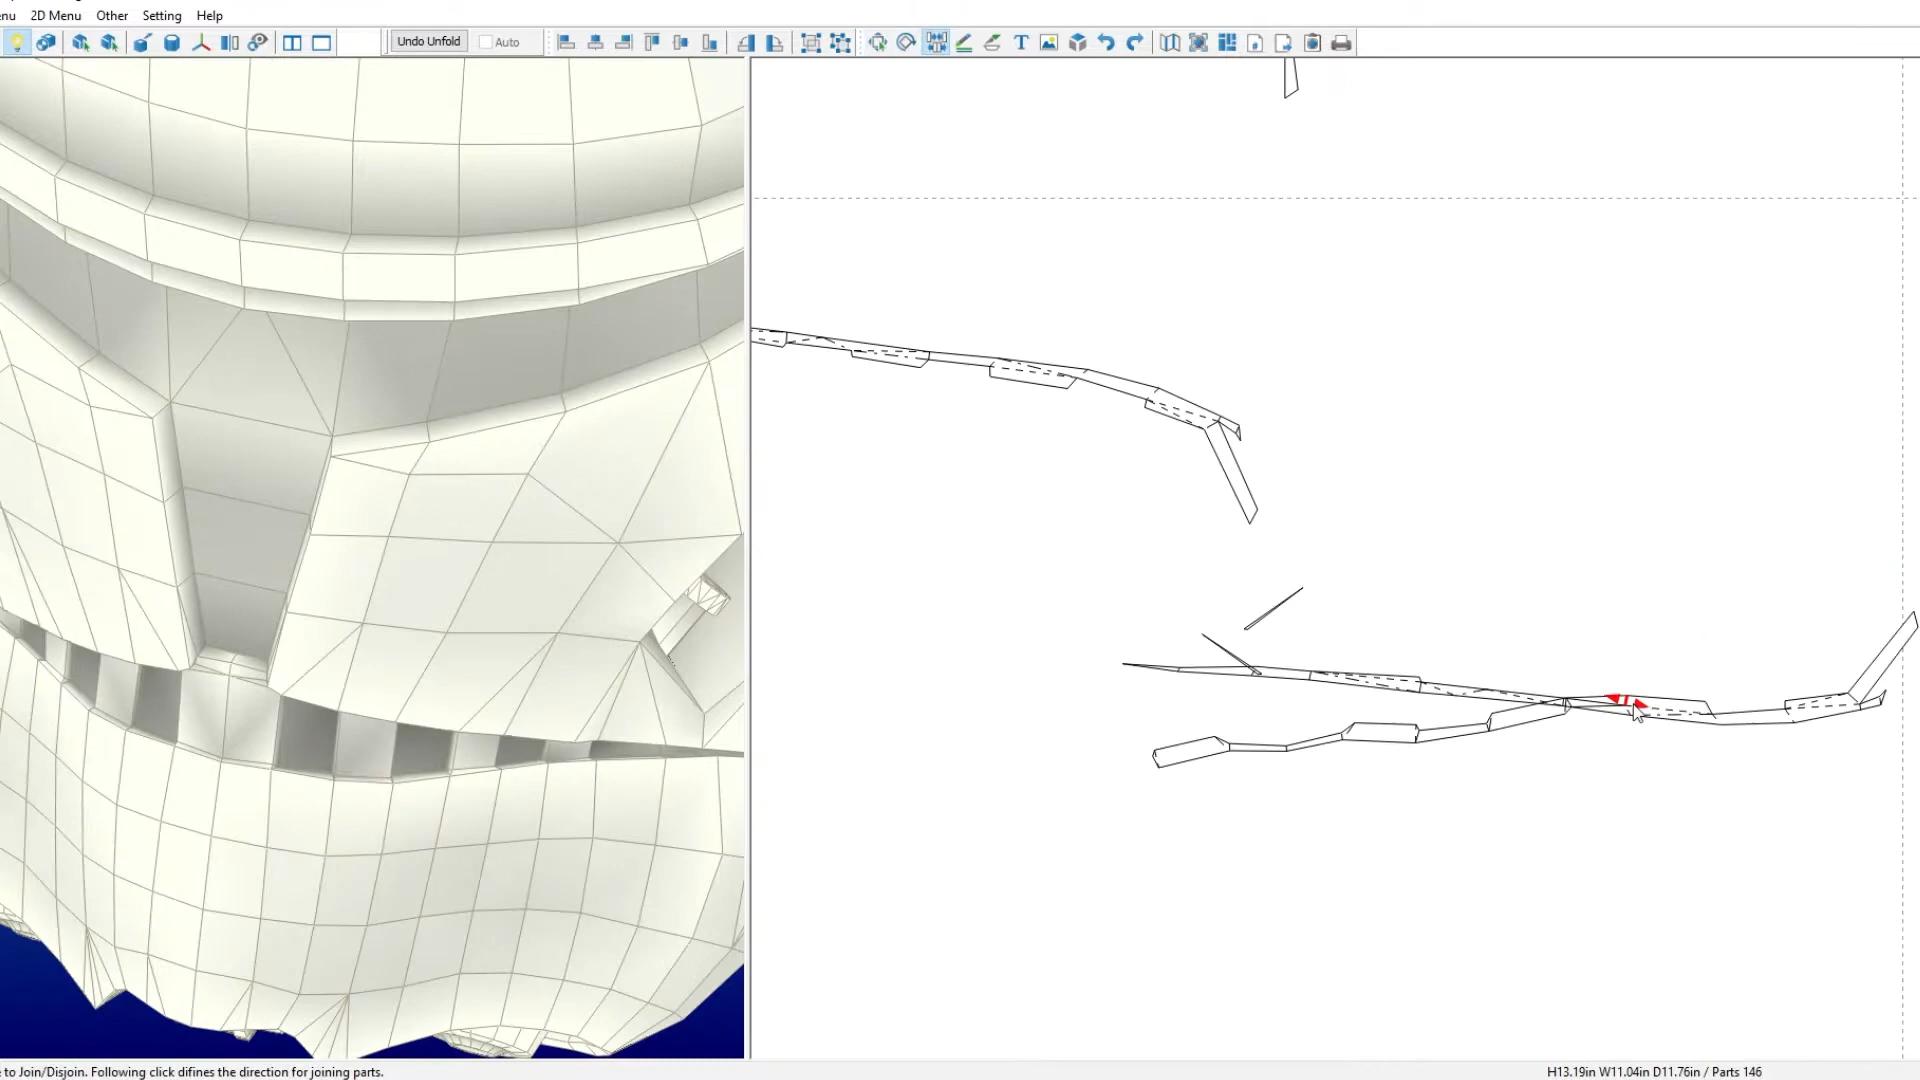 enu 2D Menu Other Setting Help
Undo Unfold Auto
to Join/Disjoin. Following click difines the direction for joining parts.
H13.19in W11.04in D11.76in / Parts 146